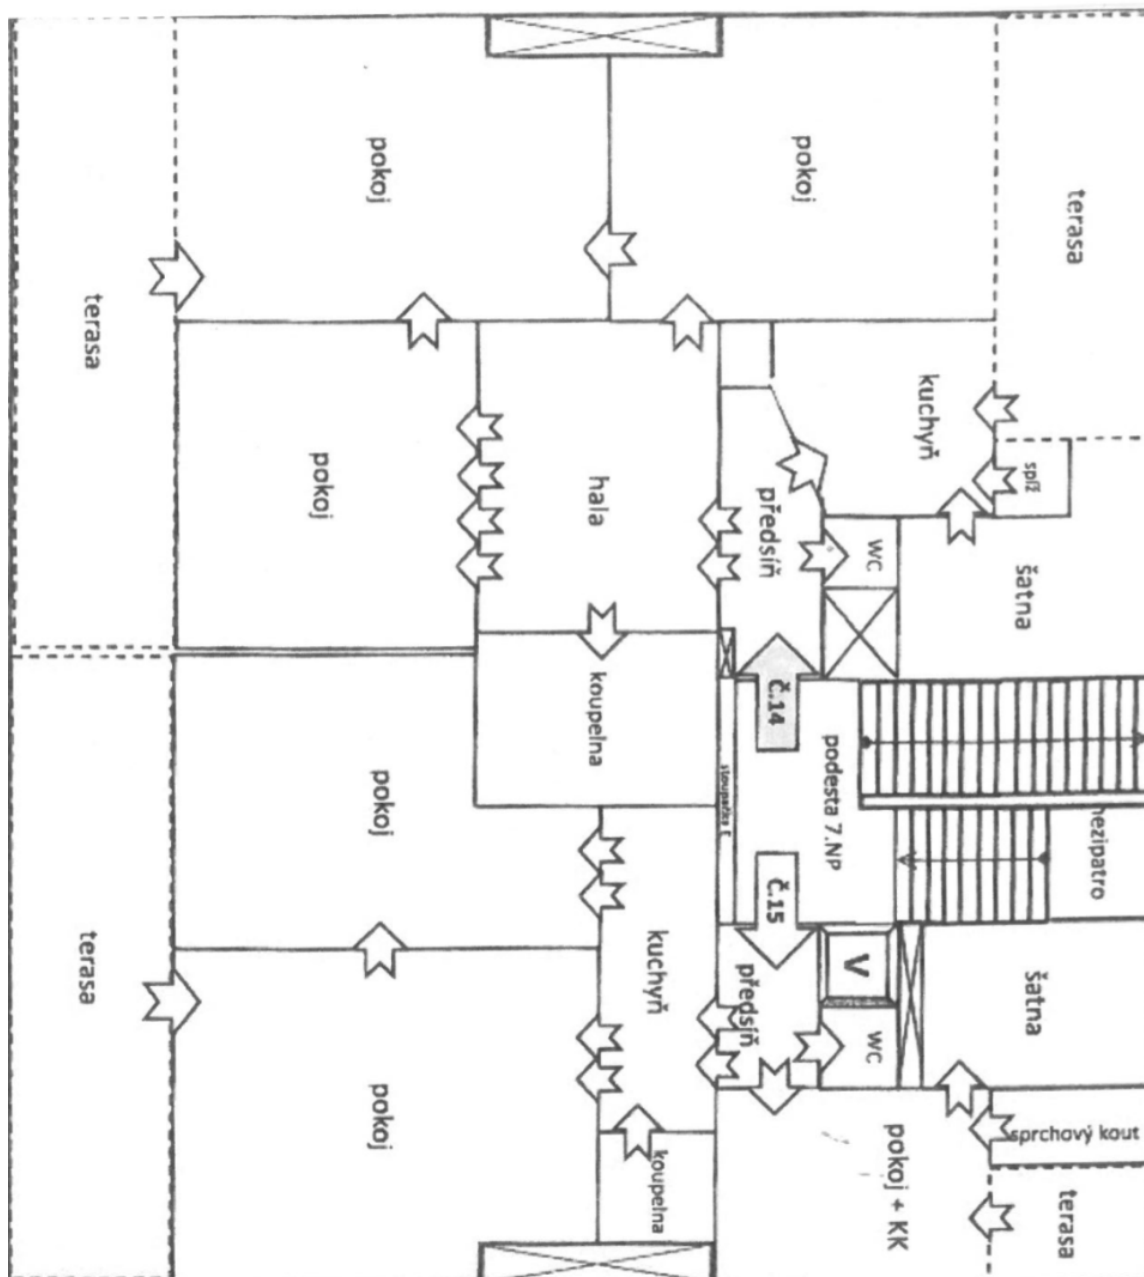 pokoj
pokoj
terasa
terasa
pokoj
hala
předsíň
kuchyň
spíž
WC
šatna
koupelna
Č.14
podesta 7.NP
pokoj
Č.15
mezipatro
terasa
kuchyň
předsíň
V
WC
šatna
pokoj
koupelna
pokoj + KK
sprchový kout
terasa